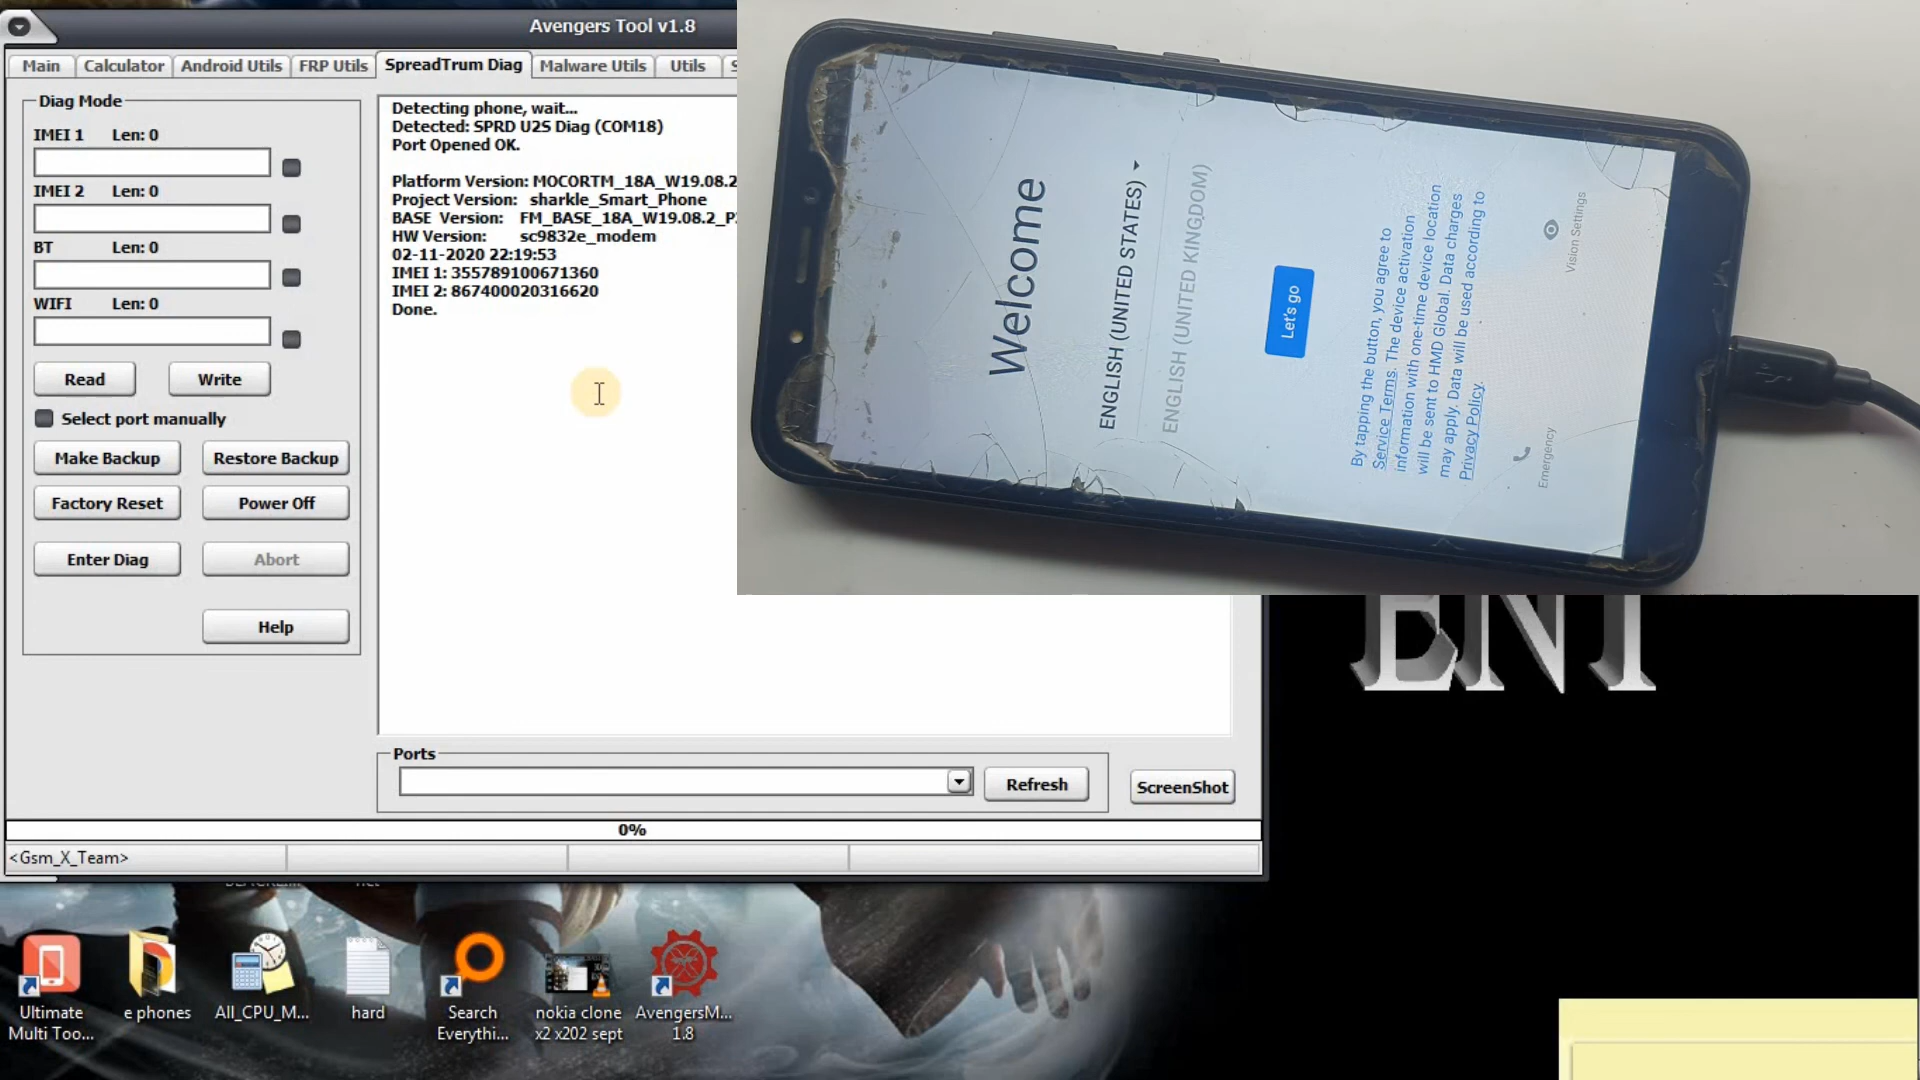 Avengers Tool v1.8
Main
Calculator
Android Utils
FRP Utils
SpreadTrum Diag
Malware Utils
Utils
Diag Mode
IMEI 1 Len: 0
IMEI 2 Len: 0
BT Len: 0
WIFI Len: 0
Read
Write
Select port manually
Make Backup
Restore Backup
Factory Reset
Power Off
Enter Diag
Abort
Help
Detecting phone, wait...
Detected: SPRD U2S Diag (COM18)
Port Opened OK.
Platform Version: MOCORTM_18A_W19.08.2
Project Version: sharkle_Smart_Phone
BASE Version: FM_BASE_18A_W19.08.2_P
HW Version: sc9832e_modem
02-11-2020 22:19:53
IMEI 1: 355789100671360
IMEI 2: 867400020316620
Done.
Ports
Refresh
ScreenShot
0%
<Gsm_X_Team>
Welcome
ENGLISH (UNITED STATES)
ENGLISH (UNITED KINGDOM)
Let's go
By tapping the button, you agree to
Service Terms. The device activation
information with one-time device location
will be sent to HMD Global. Data charges
may apply. Data will be used according to
Privacy Policy.
Emergency
Vision Settings
Ultimate
Multi Too...
e phones
All_CPU_M...
hard
Search
Everythi...
nokia clone
x2 x202 sept
AvengersM...
1.8